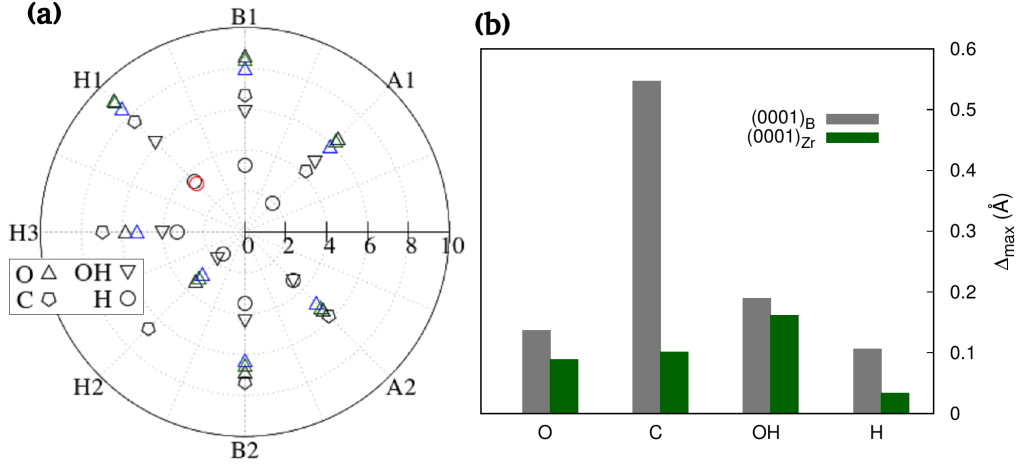 (a)
B1
H1
A1
H3
0 2 4 6 8 10
O △ OH ▽
C ⬠ H ○
H2
A2
B2
(b)
0.6
0.5
(0001)B
(0001)Zr
0.4
0.3
Δmax (Å)
0.2
0.1
0
O C OH H